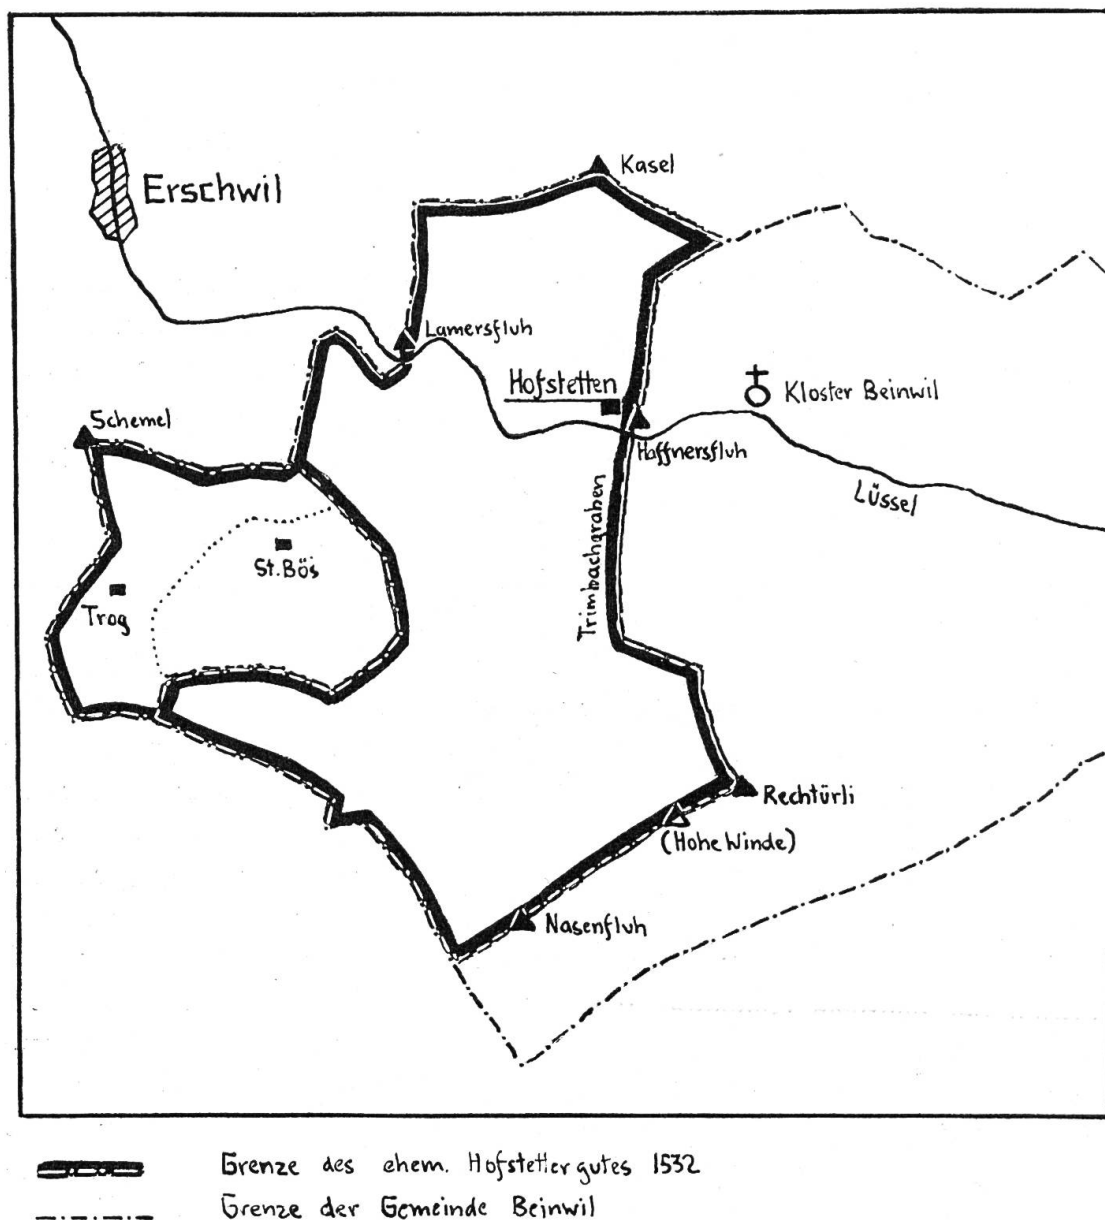 Kasel
Erschwil
Lamersfluh
Hofstetten
Kloster Beinwil
Schemel
Haffnersfluh
Lüssel
Trimbachgraben
St. Bös
Trog
Rechtürli
(Hohe Winde)
Nasenfluh
Grenze des ehem. Hofstettergutes 1532
Grenze der Gemeinde Beinwil